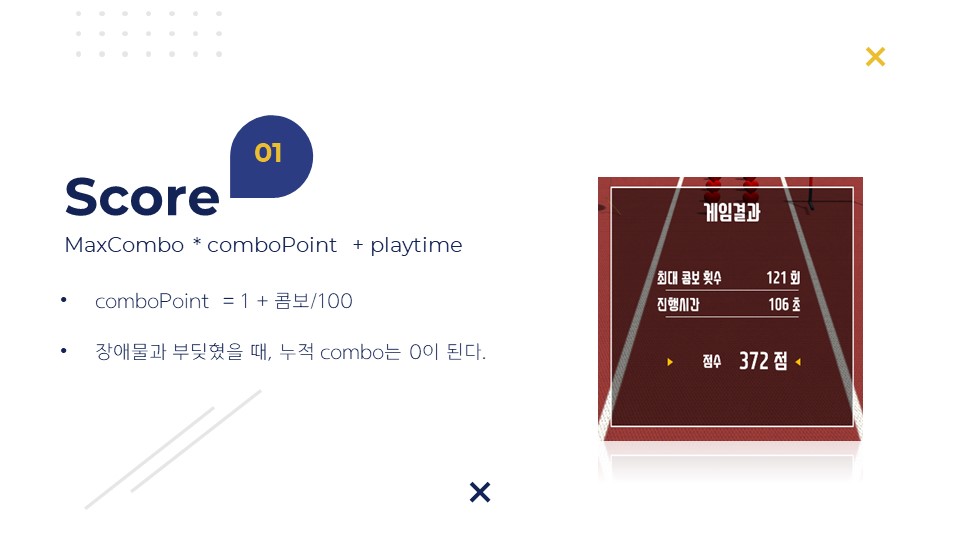 01
Score
MaxCombo * comboPoint + playtime
• comboPoint = 1 + 콤보/100
• 장애물과 부딪혔을 때, 누적 combo는 0이 된다.
게임결과
최대 콤보 횟수 121 회
진행시간 106 초
점수 372 점